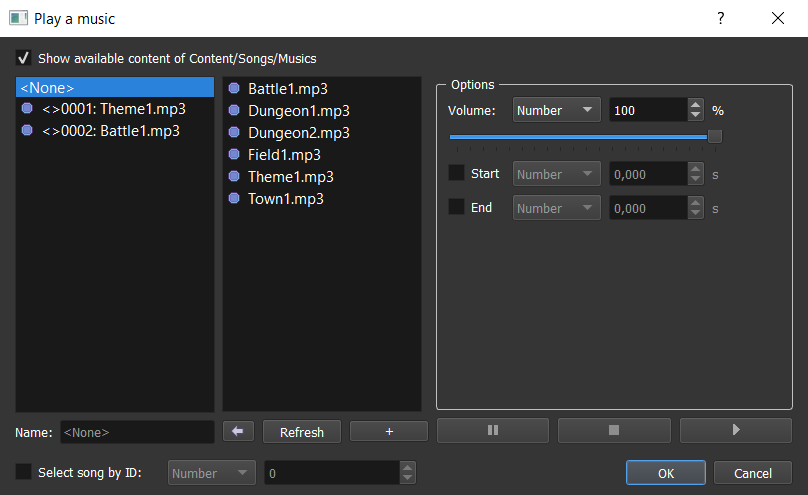 Play a music
?
Show available content of Content/Songs/Musics
<None>
<>0001: Theme1.mp3
<>0002: Battle1.mp3
Battle1.mp3
Dungeon1.mp3
Dungeon2.mp3
Field1.mp3
Theme1.mp3
Town1.mp3
Options
Volume: Number 100 %
Start Number 0,000 s
End Number 0,000 s
Name: <None>
Refresh +
Select song by ID: Number 0
OK Cancel